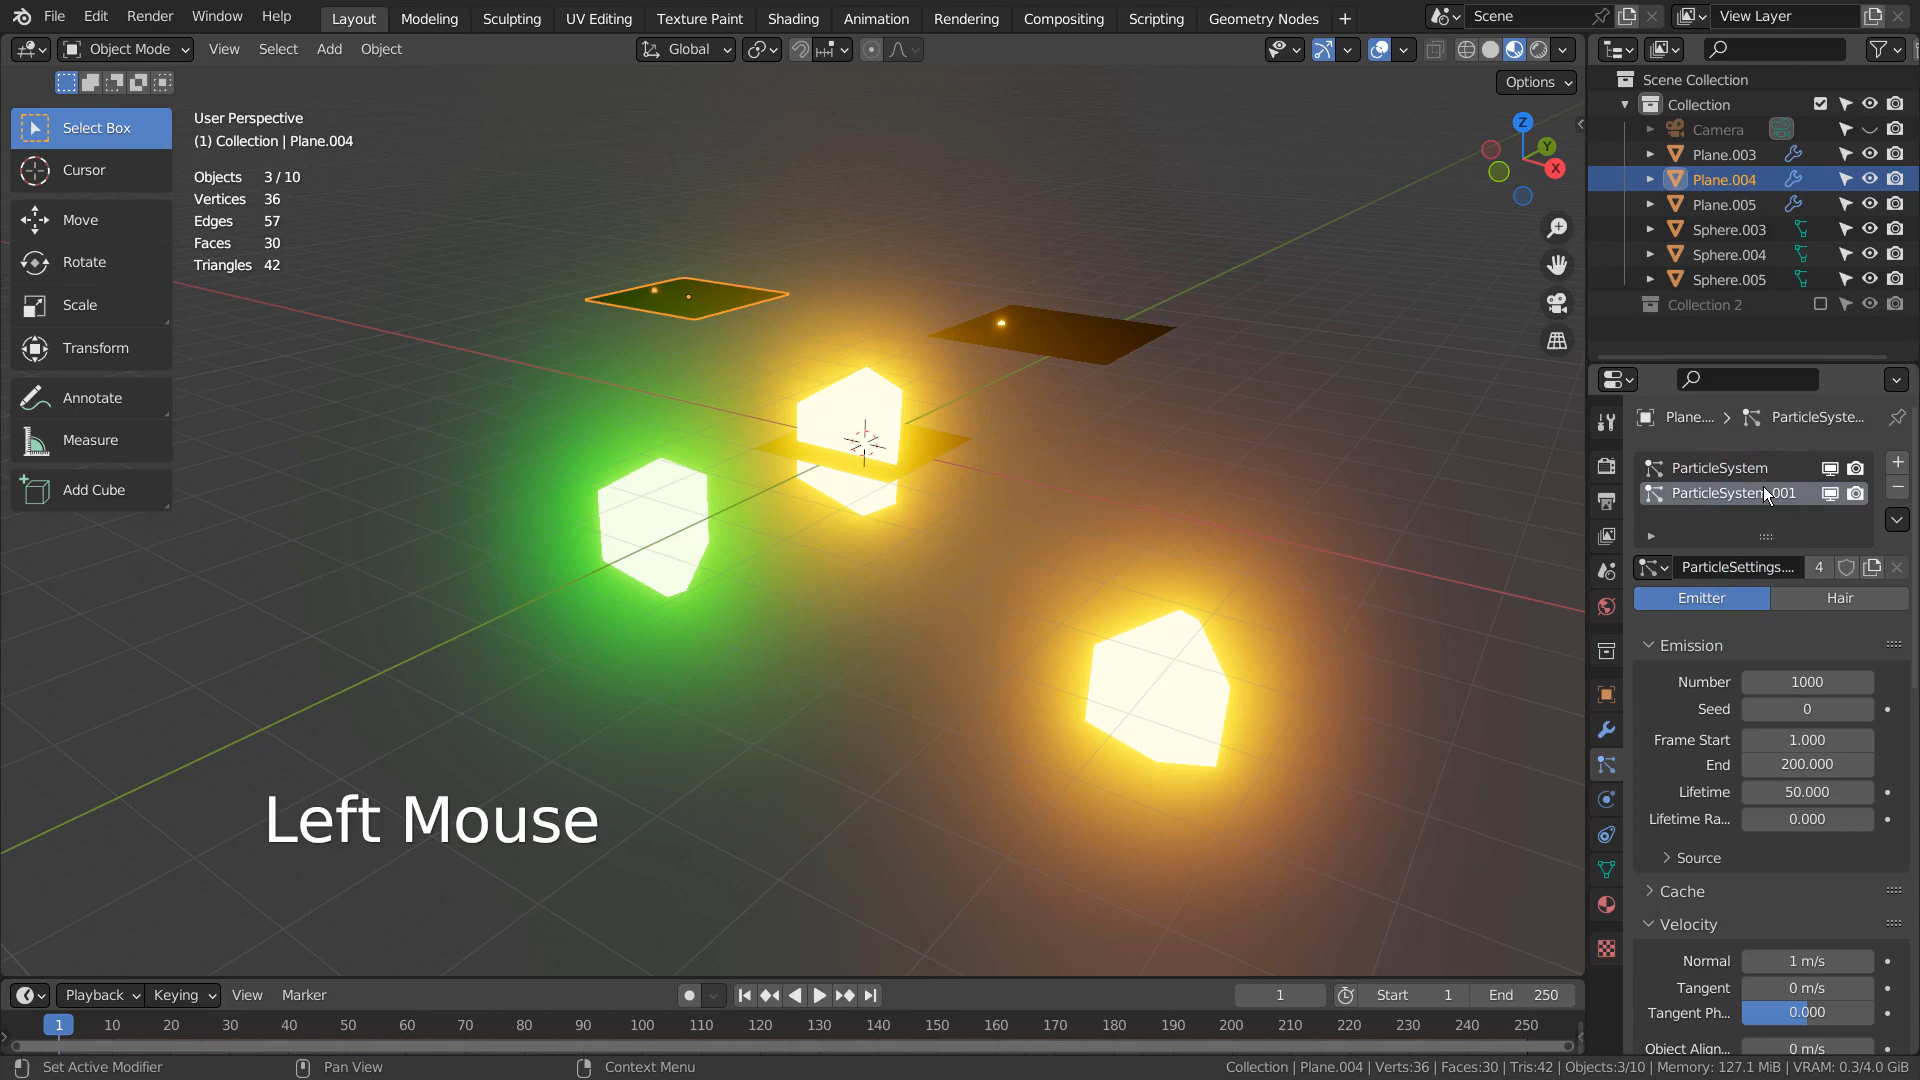 File Edit Render Window Help Layout Modeling Sculpting UV Editing Texture Paint Shading Animation Rendering Compositing Scripting Geometry Nodes + Scene View Layer
Object Mode View Select Add Object Global
Options
Select Box
Cursor
Move
Rotate
Scale
Transform
Annotate
Measure
Add Cube
User Perspective
(1) Collection | Plane.004
Objects 3 / 10
Vertices 36
Edges 57
Faces 30
Triangles 42
Z
Y
X
Left Mouse
Scene Collection
Collection
Camera
Plane.003
Plane.004
Plane.005
Sphere.003
Sphere.004
Sphere.005
Collection 2
Plane.... ParticleSyste...
ParticleSystem
ParticleSystem.001
ParticleSettings.... 4
Emitter Hair
Emission
Number 1000
Seed 0
Frame Start 1.000
End 200.000
Lifetime 50.000
Lifetime Ra... 0.000
Source
Cache
Velocity
Normal 1 m/s
Tangent 0 m/s
Tangent Ph... 0.000
Object Align... 0 m/s
Playback Keying View Marker 1 Start 1 End 250
1 10 20 30 40 50 60 70 80 90 100 110 120 130 140 150 160 170 180 190 200 210 220 230 240 250
Set Active Modifier Pan View Context Menu Collection | Plane.004 | Verts:36 | Faces:30 | Tris:42 | Objects:3/10 | Memory: 127.1 MiB | VRAM: 0.3/4.0 GiB